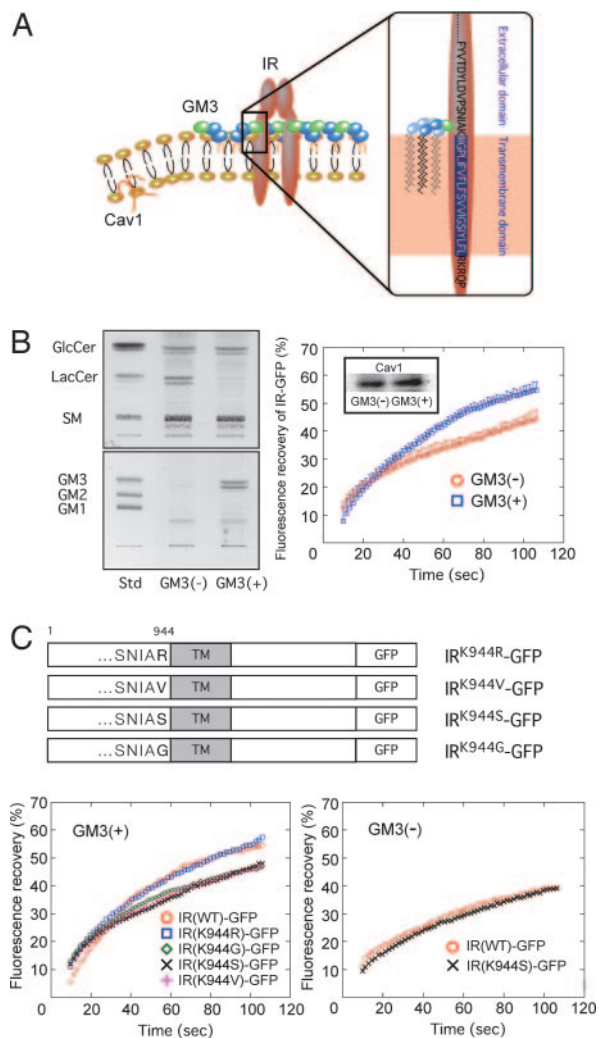 A
IR
GM3
Cav1
......FYVTDYLDVPSNIAKIIGPLIFVFLFSVVIGSIYLFLRKRQP
Extracellular domain
Transmembrane domain
B
GlcCer
LacCer
SM
GM3
GM2
GM1
Std GM3(-) GM3(+)
Fluorescence recovery of IR-GFP (%)
70
60
50
40
30
20
10
0
Cav1
GM3(-) GM3(+)
GM3(-)
GM3(+)
0 20 40 60 80 100 120
Time (sec)
C
1 944
...SNIAR TM GFP IRK944R-GFP
...SNIAV TM GFP IRK944V-GFP
...SNIAS TM GFP IRK944S-GFP
...SNIAG TM GFP IRK944G-GFP
Fluorescence recovery (%)
70
60
50
40
30
20
10
GM3(+)
IR(WT)-GFP
IR(K944R)-GFP
IR(K944G)-GFP
IR(K944S)-GFP
IR(K944V)-GFP
0 20 40 60 80 100 120
Time (sec)
Fluorescence recovery (%)
70
60
50
40
30
20
10
GM3(-)
IR(WT)-GFP
IR(K944S)-GFP
0 20 40 60 80 100 120
Time (sec)